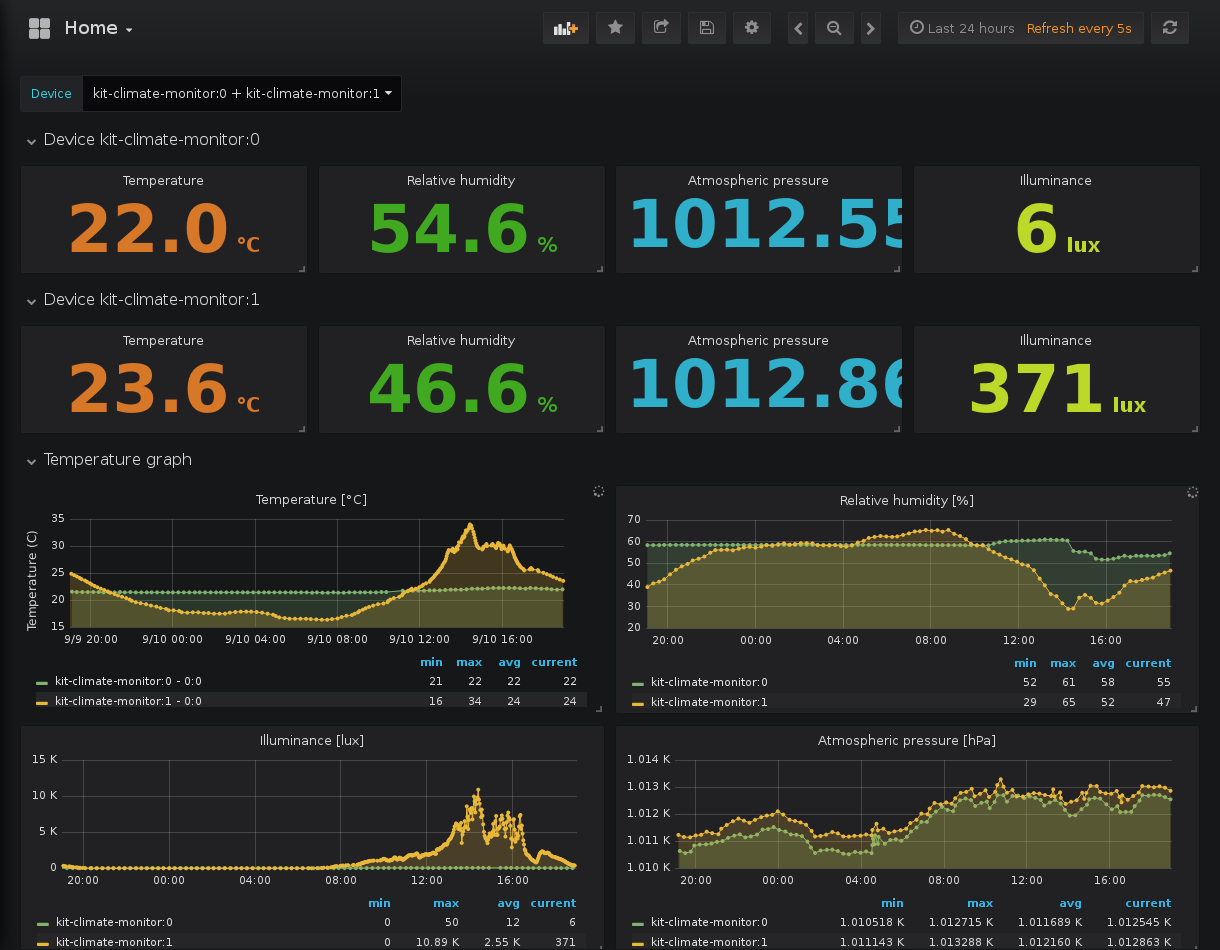 Home
Last 24 hours Refresh every 5s
Device kit-climate-monitor:0 + kit-climate-monitor:1
Device kit-climate-monitor:0
Temperature Relative humidity Atmospheric pressure Illuminance
22.0 °C 54.6 % 1012.55 6 lux
Device kit-climate-monitor:1
Temperature Relative humidity Atmospheric pressure Illuminance
23.6 °C 46.6 % 1012.86 371 lux
Temperature graph
Temperature [°C]
Temperature (C)
35
30
25
20
15
9/9 20:00 9/10 00:00 9/10 04:00 9/10 08:00 9/10 12:00 9/10 16:00
min max avg current
kit-climate-monitor:0 - 0:0 21 22 22 22
kit-climate-monitor:1 - 0:0 16 34 24 24
Relative humidity [%]
70
60
50
40
30
20
20:00 00:00 04:00 08:00 12:00 16:00
min max avg current
kit-climate-monitor:0 52 61 58 55
kit-climate-monitor:1 29 65 52 47
Illuminance [lux]
15 K
10 K
5 K
0
20:00 00:00 04:00 08:00 12:00 16:00
min max avg current
kit-climate-monitor:0 0 50 12 6
kit-climate-monitor:1 0 10.89 K 2.55 K 371
Atmospheric pressure [hPa]
1.014 K
1.013 K
1.012 K
1.011 K
1.010 K
20:00 00:00 04:00 08:00 12:00 16:00
min max avg current
kit-climate-monitor:0 1.010518 K 1.012715 K 1.011689 K 1.012545 K
kit-climate-monitor:1 1.011143 K 1.013288 K 1.012160 K 1.012863 K